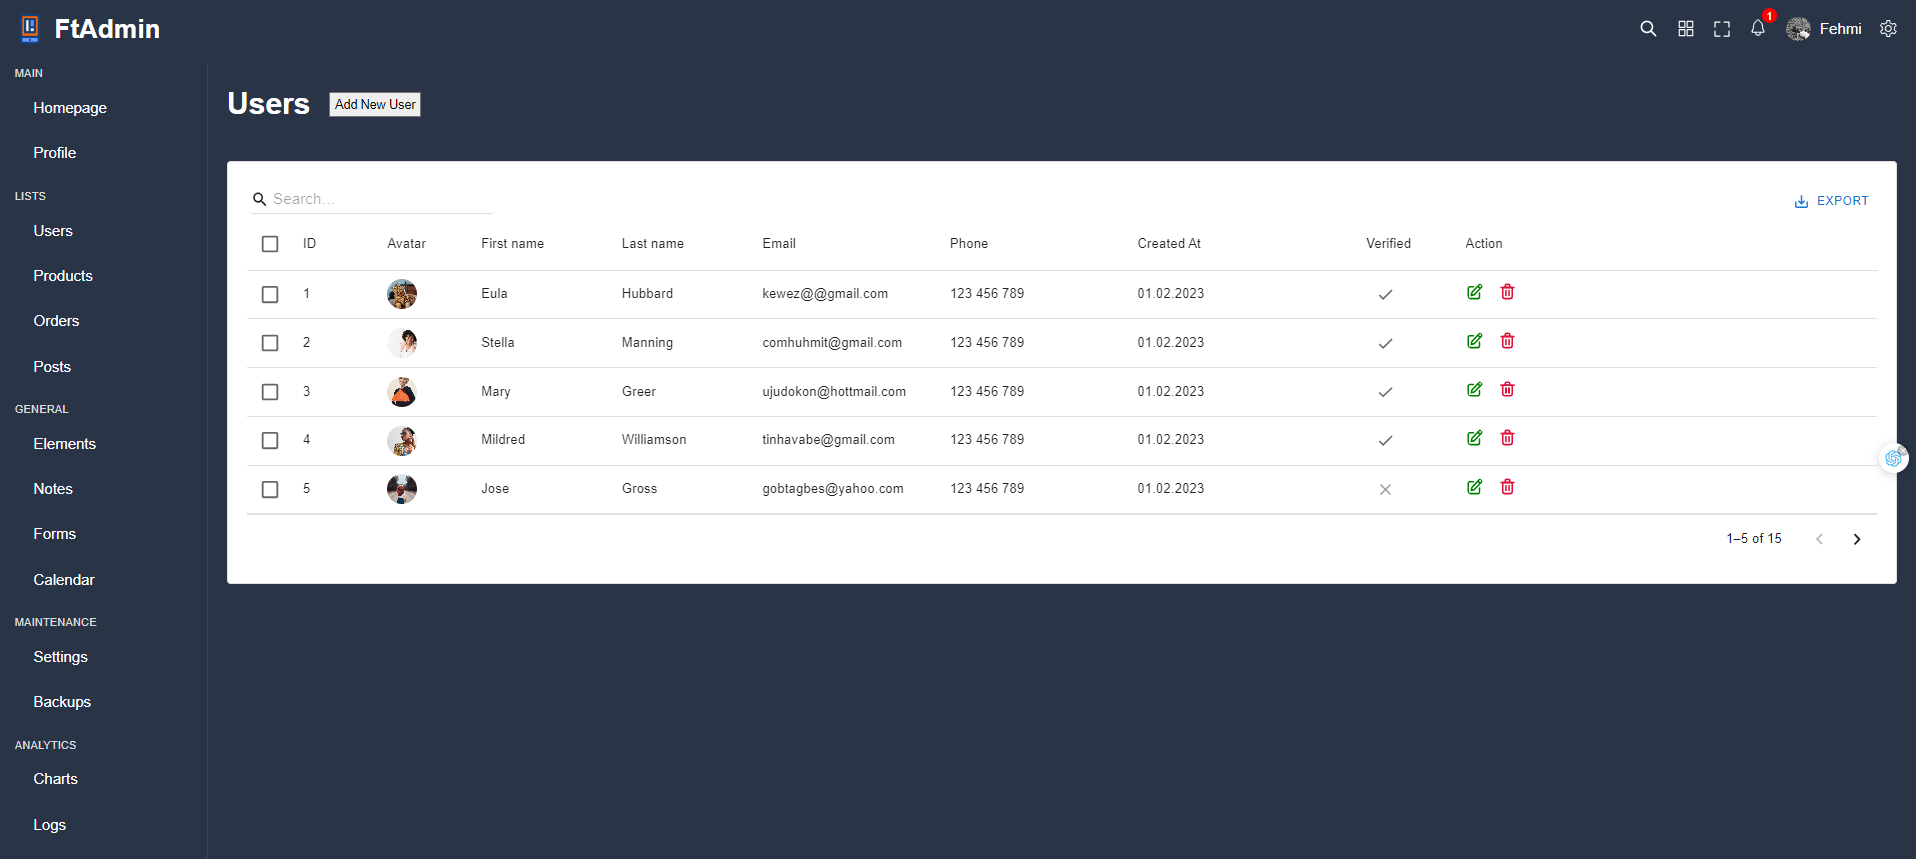 FtAdmin
1
Fehmi
MAIN
Homepage
Profile
LISTS
Users
Products
Orders
Posts
GENERAL
Elements
Notes
Forms
Calendar
MAINTENANCE
Settings
Backups
ANALYTICS
Charts
Logs
Users Add New User
Search…
EXPORT
ID Avatar First name Last name Email Phone Created At Verified Action
1 Eula Hubbard kewez@@gmail.com 123 456 789 01.02.2023
2 Stella Manning comhuhmit@gmail.com 123 456 789 01.02.2023
3 Mary Greer ujudokon@hottmail.com 123 456 789 01.02.2023
4 Mildred Williamson tinhavabe@gmail.com 123 456 789 01.02.2023
5 Jose Gross gobtagbes@yahoo.com 123 456 789 01.02.2023
1–5 of 15